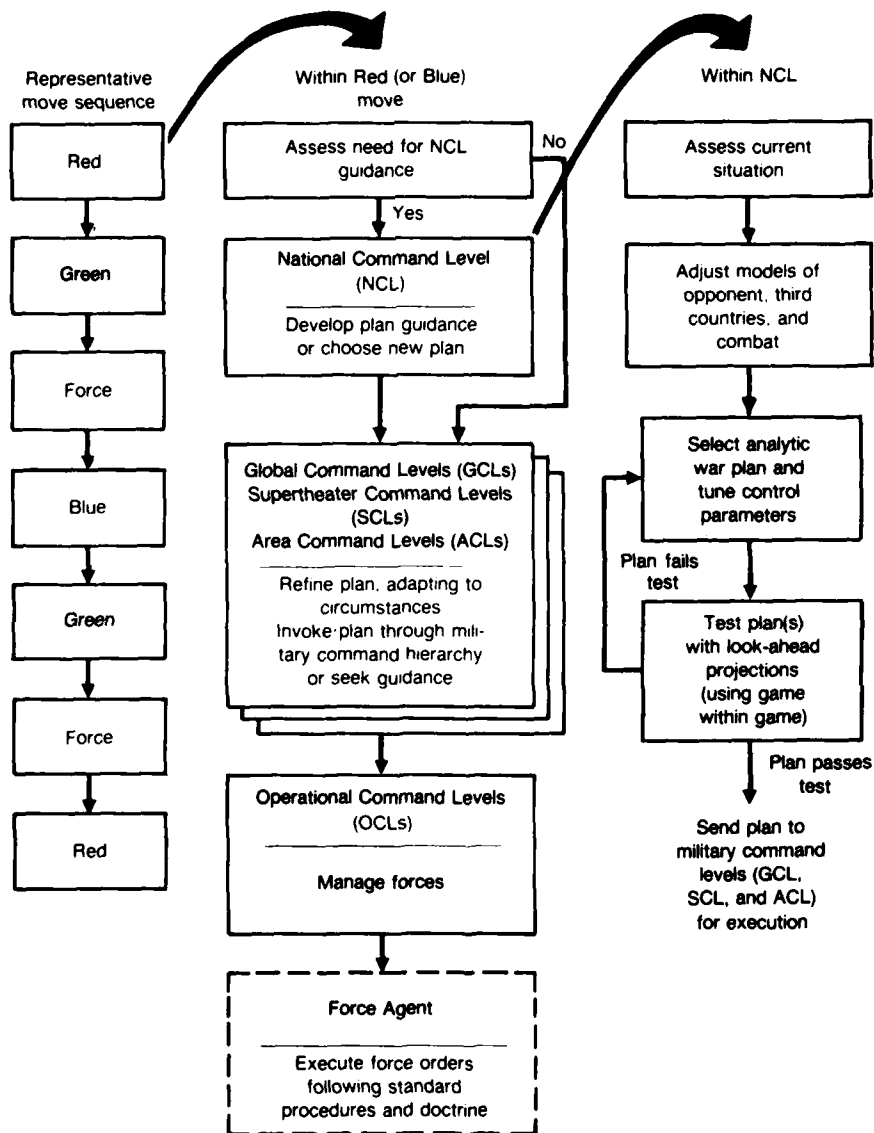 Representative
move sequence
Red
Green
Force
Blue
Green
Force
Red
Within Red (or Blue)
move
Assess need for NCL
guidance
No
Yes
National Command Level
(NCL)
Develop plan guidance
or choose new plan
Global Command Levels (GCLs)
Supertheater Command Levels
(SCLs)
Area Command Levels (ACLs)
Refine plan, adapting to
circumstances
Invoke plan through mili-
tary command hierarchy
or seek guidance
Operational Command Levels
(OCLs)
Manage forces
Force Agent
Execute force orders
following standard
procedures and doctrine
Within NCL
Assess current
situation
Adjust models of
opponent, third
countries, and
combat
Select analytic
war plan and
tune control
parameters
Plan fails
test
Test plan(s)
with look-ahead
projections
(using game
within game)
Plan passes
test
Send plan to
military command
levels (GCL,
SCL, and ACL)
for execution